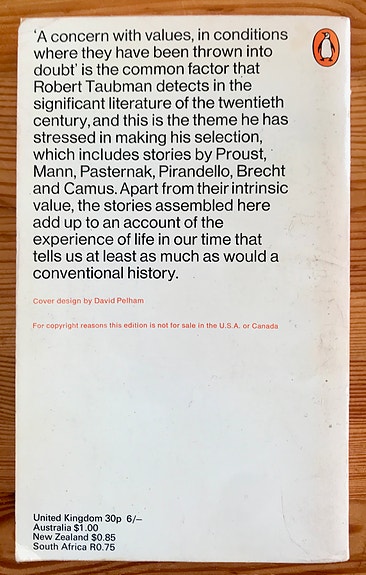 ‘A concern with values, in conditions
where they have been thrown into
doubt’ is the common factor that
Robert Taubman detects in the
significant literature of the twentieth
century, and this is the theme he has
stressed in making his selection,
which includes stories by Proust,
Mann, Pasternak, Pirandello, Brecht
and Camus. Apart from their intrinsic
value, the stories assembled here
add up to an account of the
experience of life in our time that
tells us at least as much as would a
conventional history.
Cover design by David Pelham
For copyright reasons this edition is not for sale in the U.S.A. or Canada
United Kingdom 30p 6/–
Australia $1.00
New Zealand $0.85
South Africa R0.75